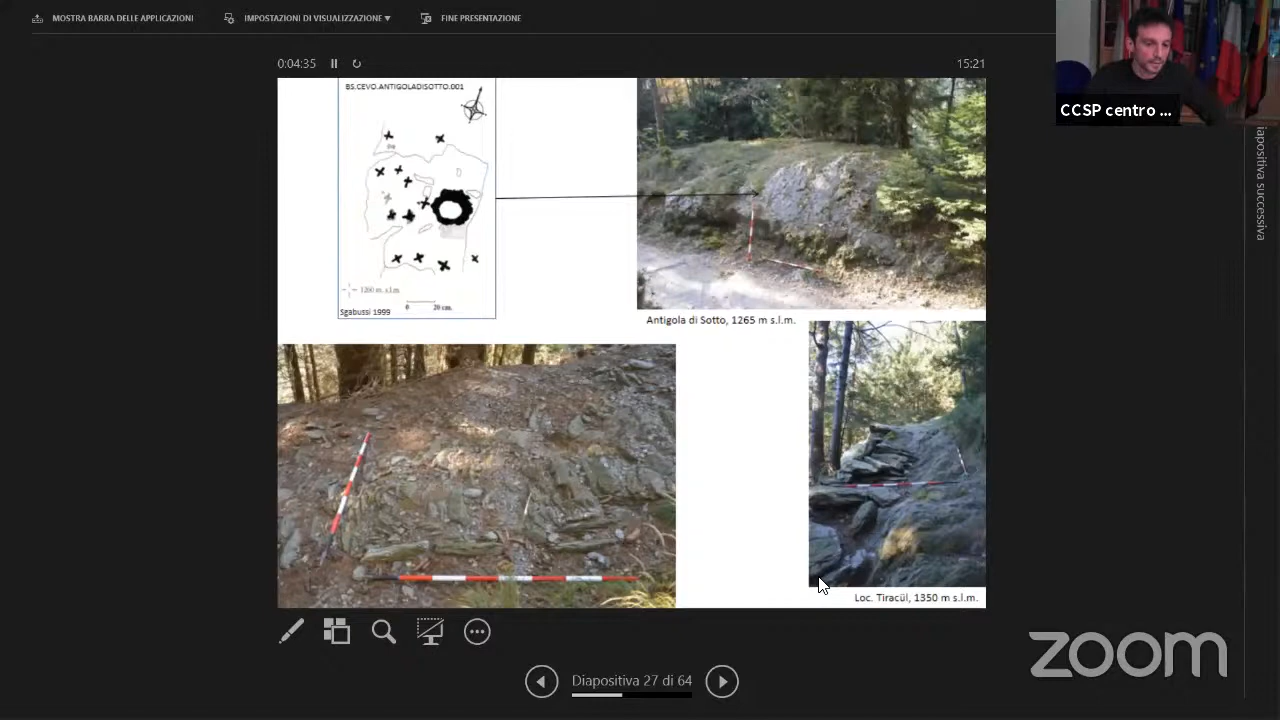 MOSTRA BARRA DELLE APPLICAZIONI
IMPOSTAZIONI DI VISUALIZZAZIONE ▼
FINE PRESENTAZIONE
0:04:35
15:21
CCSP centro ...
iapositiva successiva
BS.CEVO.ANTIGOLADISOTTO.001
1260 m. s.l.m.
0 20 cm.
Sgabussi 1999
Antigola di Sotto, 1265 m s.l.m.
Loc. Tiracül, 1350 m s.l.m.
Diapositiva 27 di 64
zoom